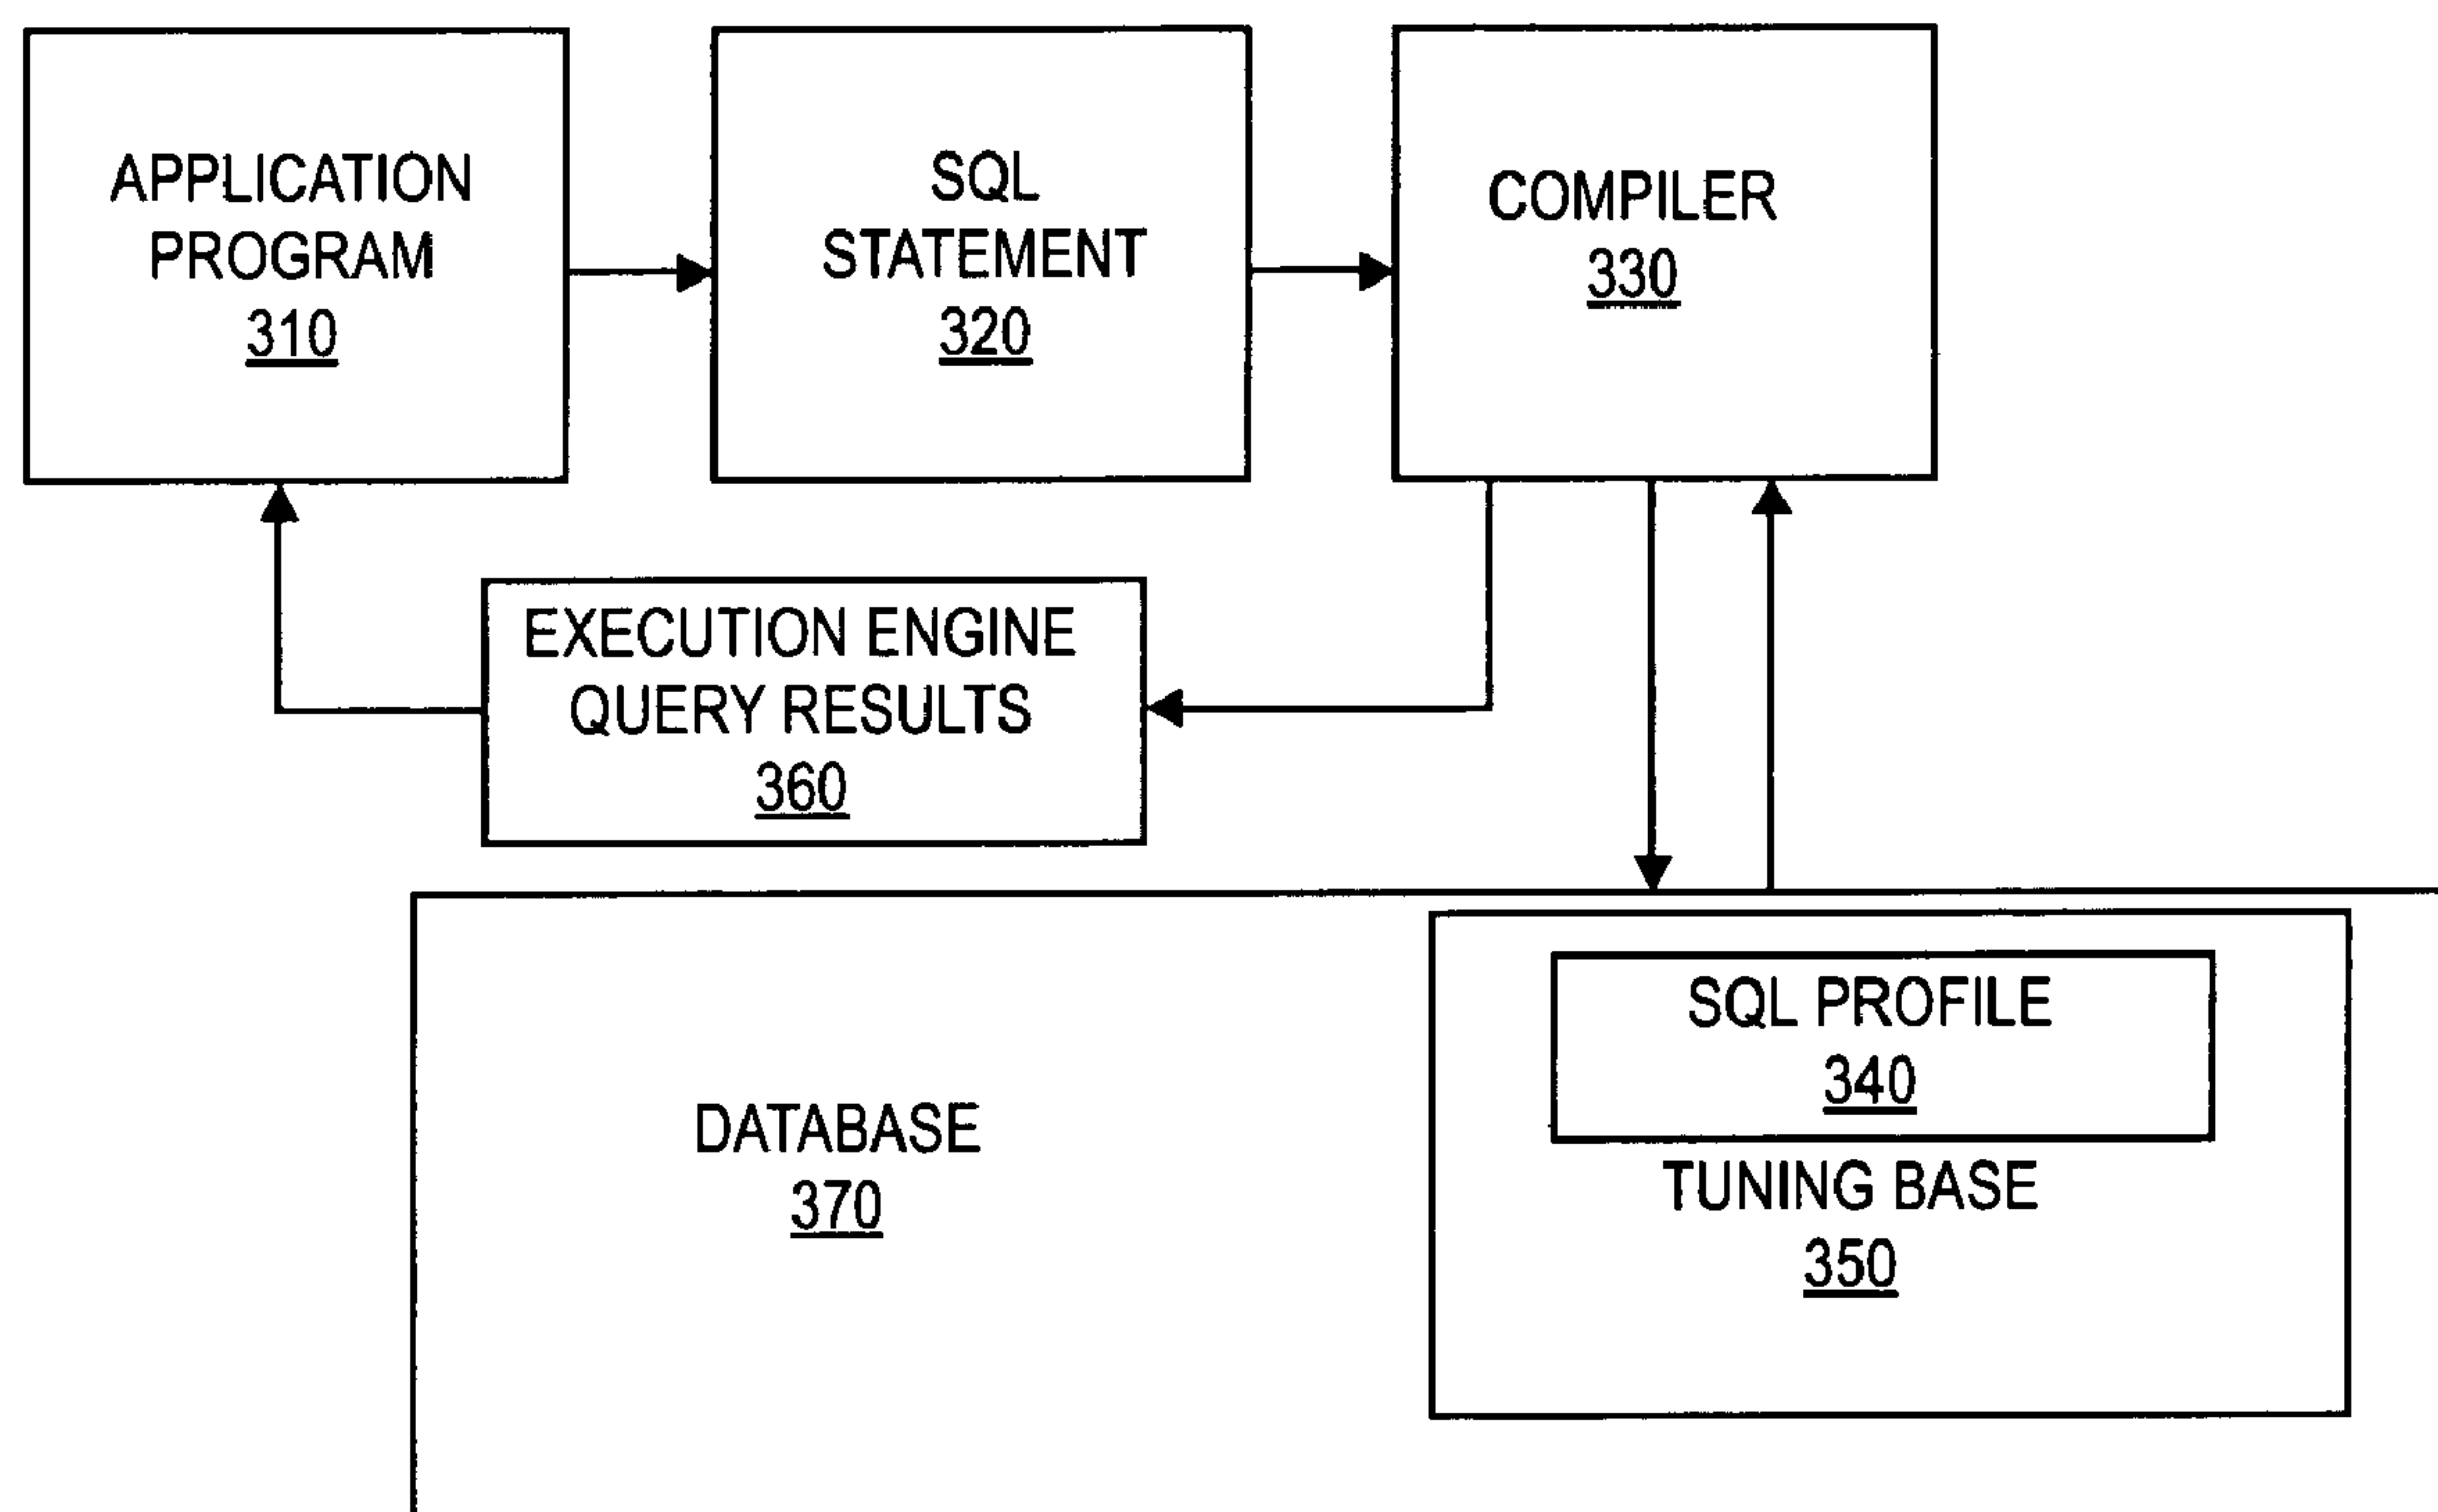 APPLICATION
PROGRAM
310
SQL
STATEMENT
320
COMPILER
330
EXECUTION ENGINE
QUERY RESULTS
360
DATABASE
370
SQL PROFILE
340
TUNING BASE
350